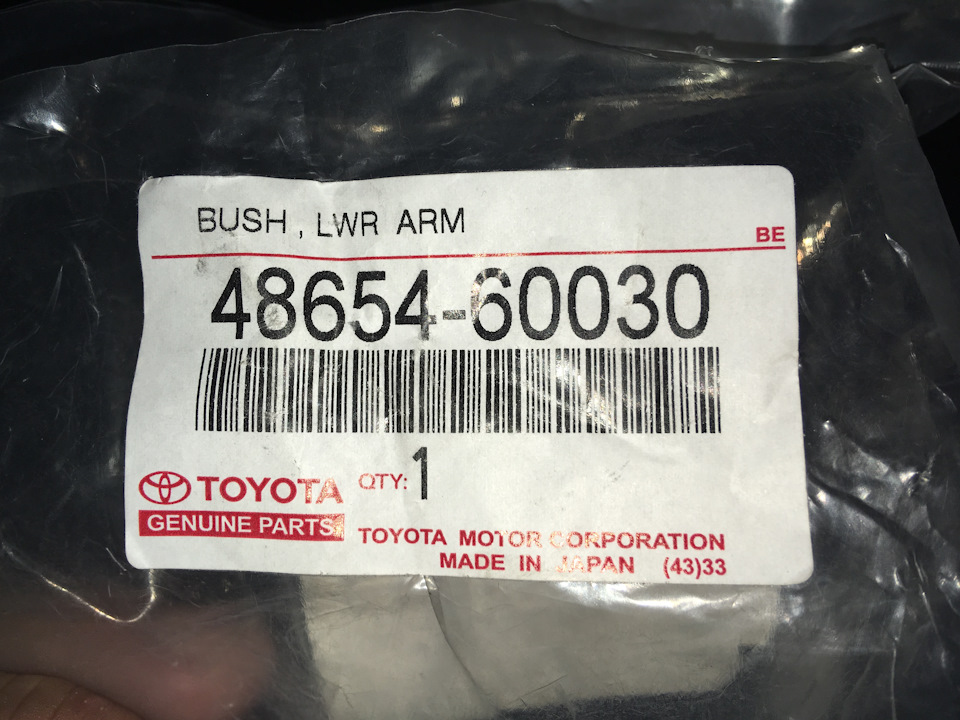 BUSH, LWR ARM
BE
48654-60030
QTY: 1
TOYOTA
GENUINE PARTS
TOYOTA MOTOR CORPORATION
MADE IN JAPAN (43)33